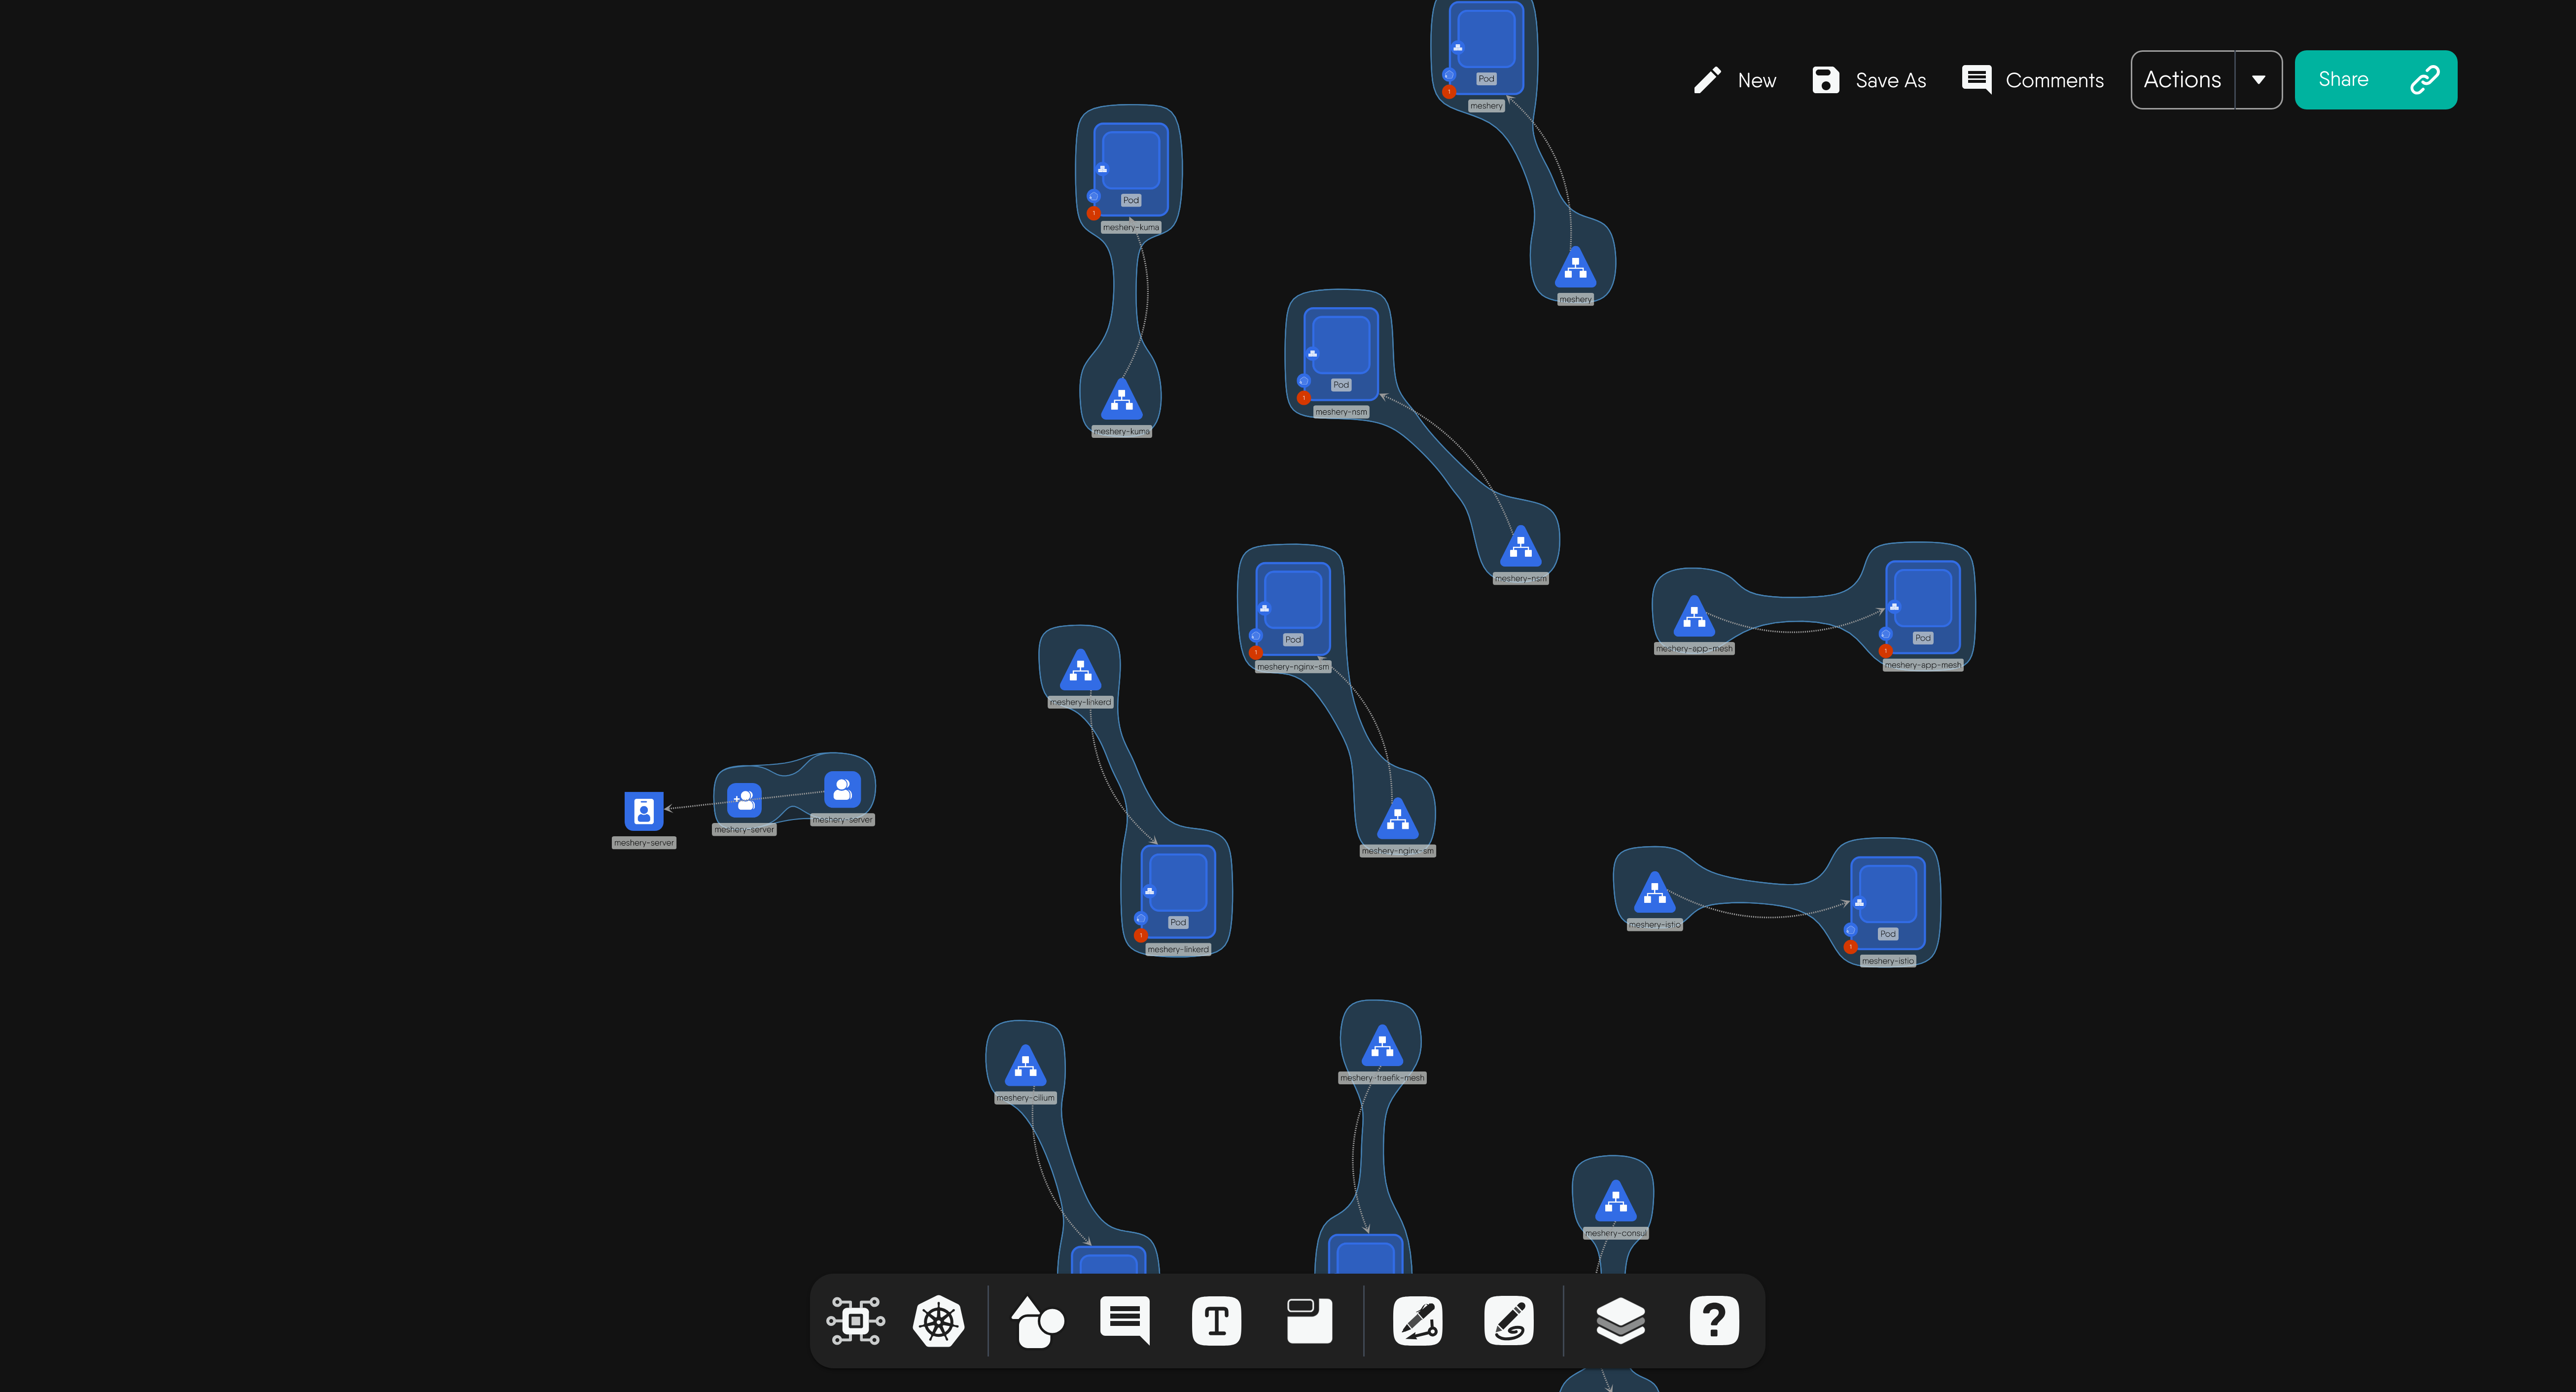 Pod
meshery
New
Save As
Comments
Actions
Share
Pod
meshery-kuma
meshery
Pod
meshery-nsm
meshery-kuma
meshery-nsm
Pod
meshery-nginx-sm
Pod
meshery-app-mesh
meshery-app-mesh
meshery-linkerd
meshery-server
meshery-server
meshery-server
meshery-nginx-sm
Pod
meshery-linkerd
meshery-istio
Pod
meshery-istio
meshery-traefik-mesh
meshery-cilium
meshery-consul
T
?